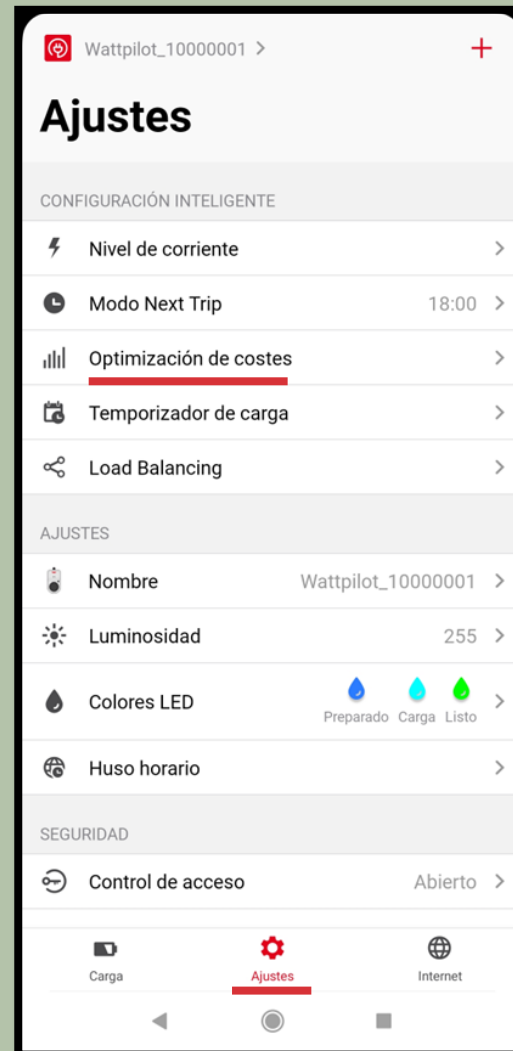 Wattpilot_10000001 >
+
Ajustes
CONFIGURACIÓN INTELIGENTE
Nivel de corriente >
Modo Next Trip 18:00 >
Optimización de costes >
Temporizador de carga >
Load Balancing >
AJUSTES
Nombre Wattpilot_10000001 >
Luminosidad 255 >
Colores LED Preparado Carga Listo >
Huso horario >
SEGURIDAD
Control de acceso Abierto >
Carga Ajustes Internet